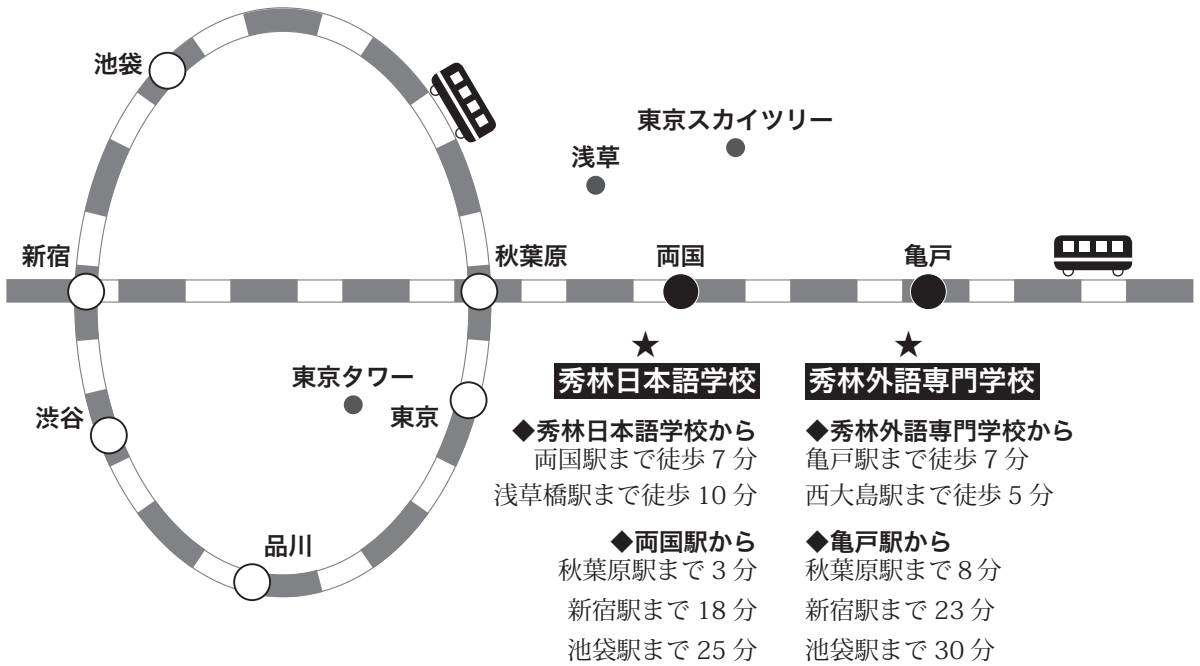 池袋
東京スカイツリー
浅草
新宿
秋葉原
両国
亀戸
東京タワー
東京
渋谷
品川
★
秀林日本語学校
◆秀林日本語学校から
両国駅まで徒歩 7 分
浅草橋駅まで徒歩 10 分
◆両国駅から
秋葉原駅まで 3 分
新宿駅まで 18 分
池袋駅まで 25 分
★
秀林外語専門学校
◆秀林外語専門学校から
亀戸駅まで徒歩 7 分
西大島駅まで徒歩 5 分
◆亀戸駅から
秋葉原駅まで 8 分
新宿駅まで 23 分
池袋駅まで 30 分